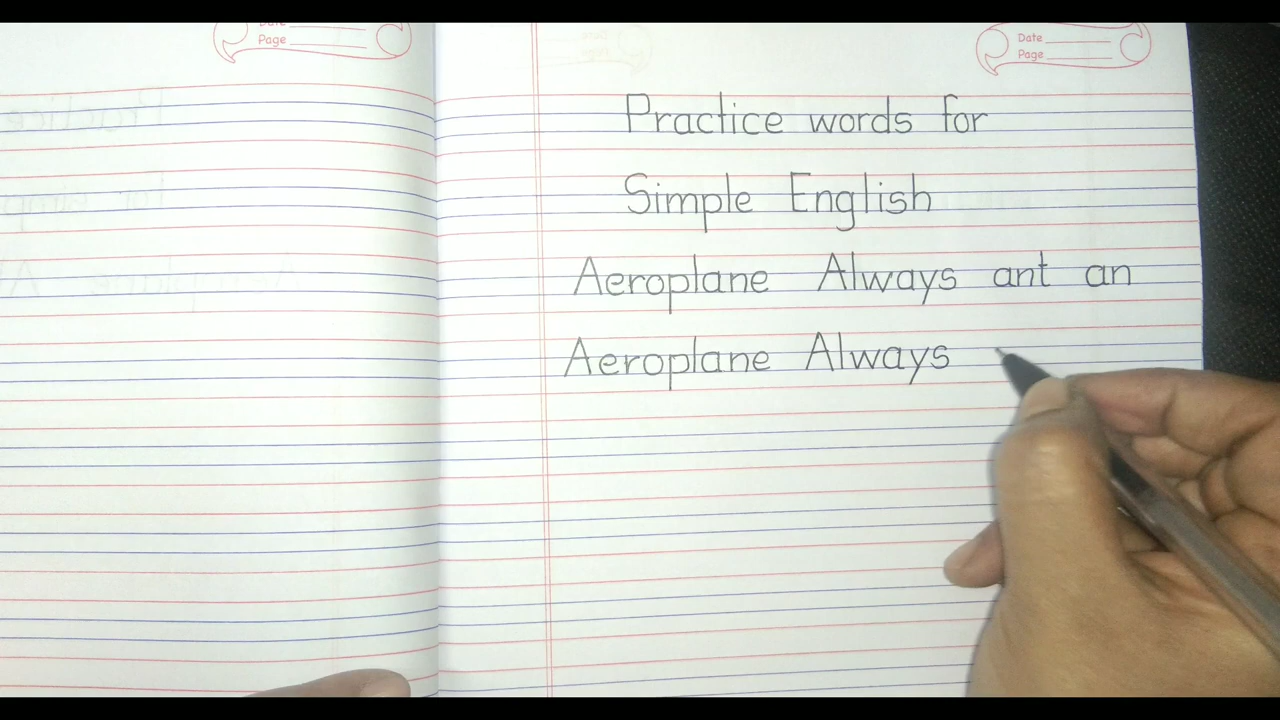 Date
Page
Date
Page
Practice words for
Simple English
Aeroplane Always ant an
Aeroplane Always